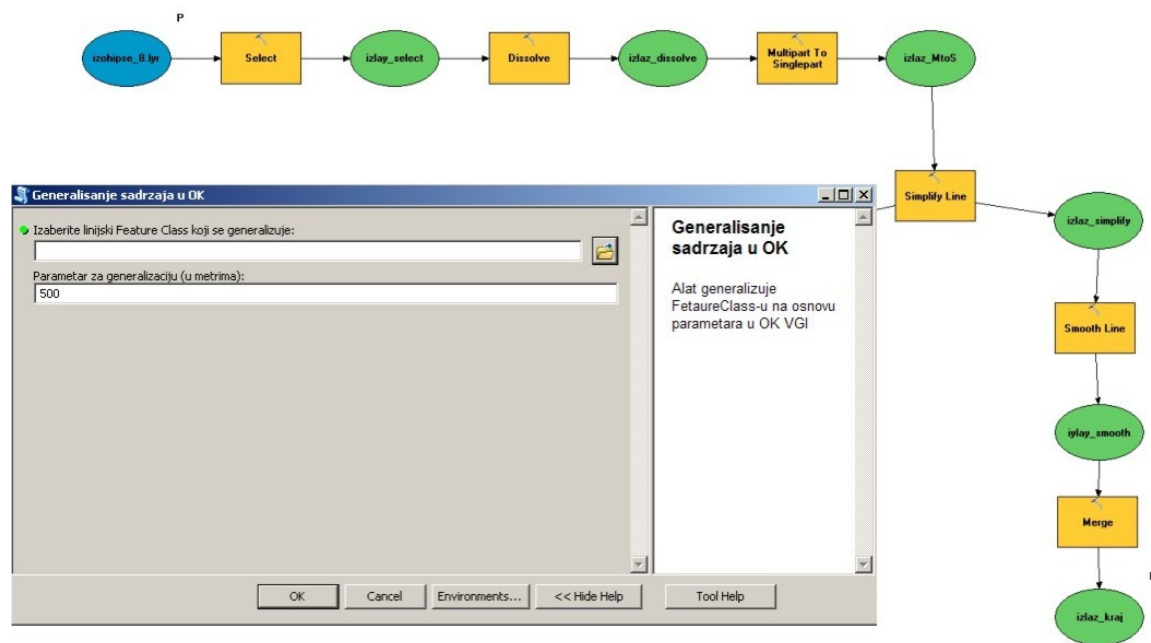 P
izohipse_8.lyr
Select
izlay_select
Dissolve
izlaz_dissolve
Multipart To
Singlepart
izlaz_MtoS
Simplify Line
izlaz_simplify
Smooth Line
iylay_smooth
Merge
izlaz_kraj
Generalisanje sadrzaja u OK
Izaberite linijski Feature Class koji se generalizuje:
Parametar za generalizaciju (u metrima):
500
Generalisanje
sadrzaja u OK
Alat generalizuje
FetaureClass-u na osnovu
parametara u OK VGI
OK
Cancel
Environments...
<< Hide Help
Tool Help